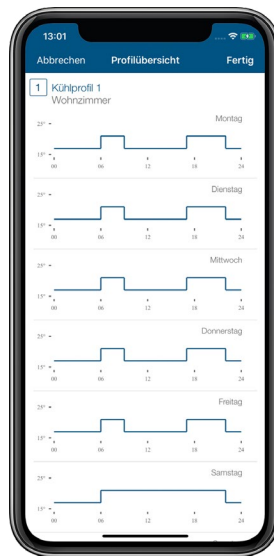 13:01
Abbrechen Profilübersicht Fertig
1 Kühlprofil 1
Wohnzimmer
Montag
25°
15°
00 06 12 18 24
Dienstag
25°
15°
00 06 12 18 24
Mittwoch
25°
15°
00 06 12 18 24
Donnerstag
25°
15°
00 06 12 18 24
Freitag
25°
15°
00 06 12 18 24
Samstag
25°
15°
00 06 12 18 24